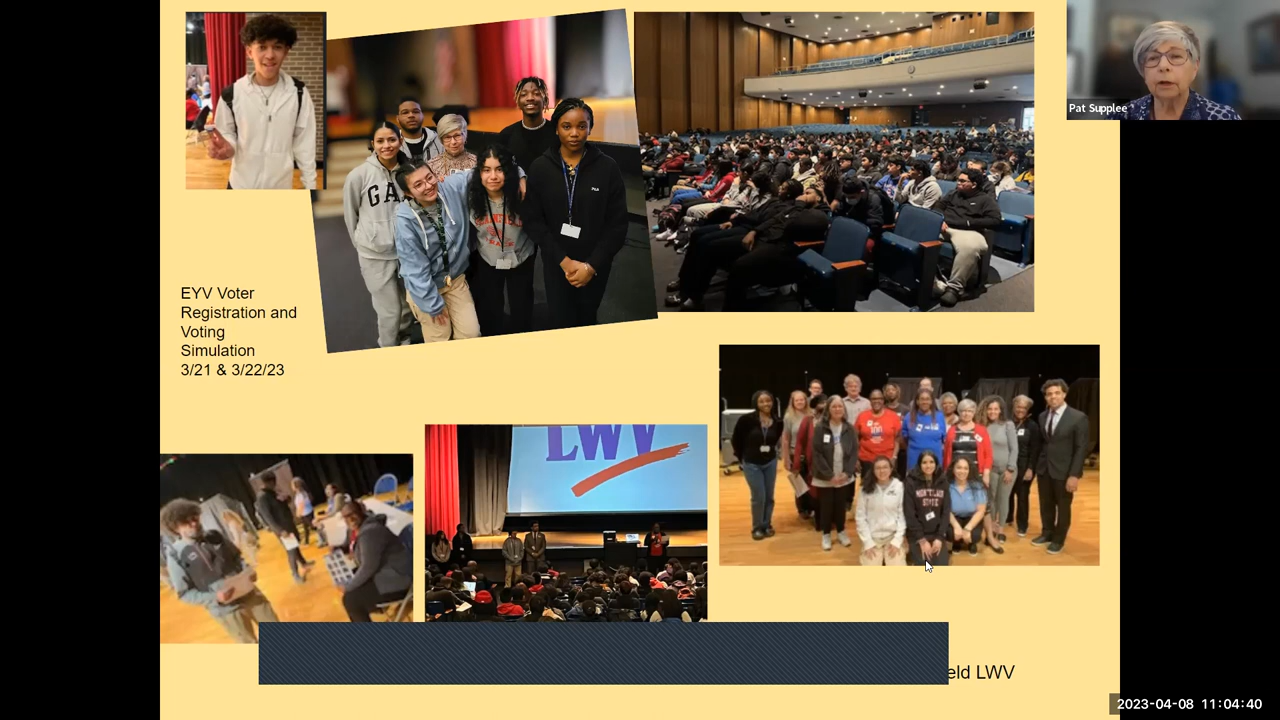 Pat Supplee
EYV Voter
Registration and
Voting
Simulation
3/21 & 3/22/23
LWV
eld LWV
2023-04-08 11:04:40